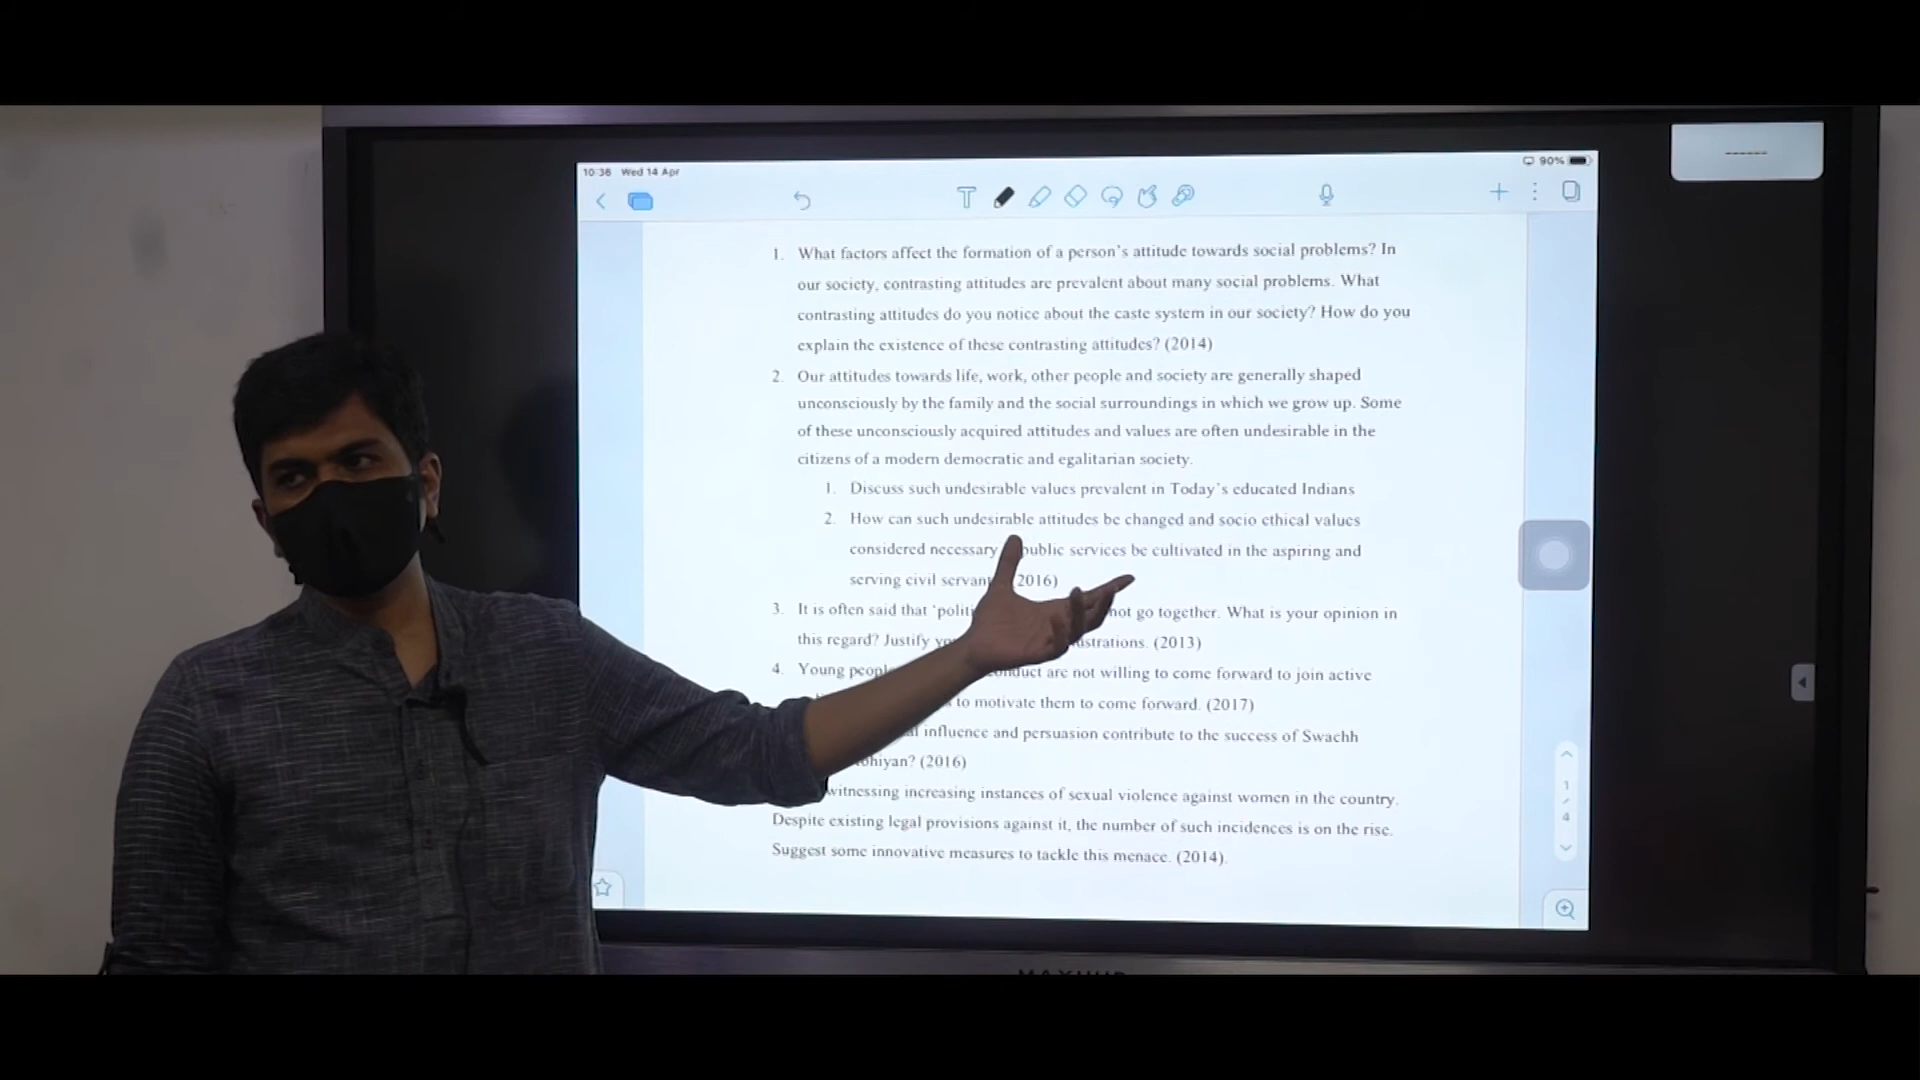 10:36 Wed 14 Apr
90%
1. What factors affect the formation of a person's attitude towards social problems? In
our society, contrasting attitudes are prevalent about many social problems. What
contrasting attitudes do you notice about the caste system in our society? How do you
explain the existence of these contrasting attitudes? (2014)
2. Our attitudes towards life, work, other people and society are generally shaped
unconsciously by the family and the social surroundings in which we grow up. Some
of these unconsciously acquired attitudes and values are often undesirable in the
citizens of a modern democratic and egalitarian society.
1. Discuss such undesirable values prevalent in Today's educated Indians
2. How can such undesirable attitudes be changed and socio ethical values
considered necessary public services be cultivated in the aspiring and
serving civil servan (2016)
3. It is often said that 'politi not go together. What is your opinion in
this regard? Justify yo ustrations. (2013)
4. Young people conduct are not willing to come forward to join active
to motivate them to come forward. (2017)
influence and persuasion contribute to the success of Swachh
bhiyan? (2016)
witnessing increasing instances of sexual violence against women in the country.
Despite existing legal provisions against it, the number of such incidences is on the rise.
Suggest some innovative measures to tackle this menace. (2014).
1
/
4